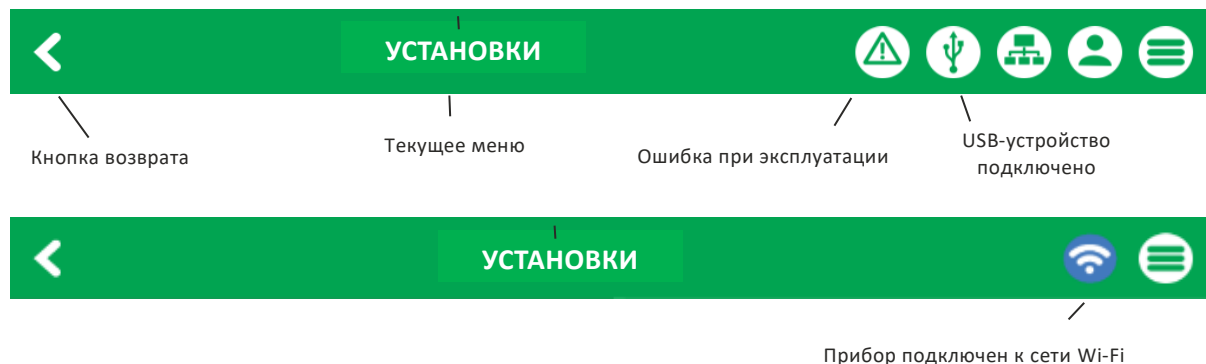 УСТАНОВКИ
Кнопка возврата
Текущее меню
Ошибка при эксплуатации
USB-устройство
подключено
УСТАНОВКИ
Прибор подключен к сети Wi-Fi